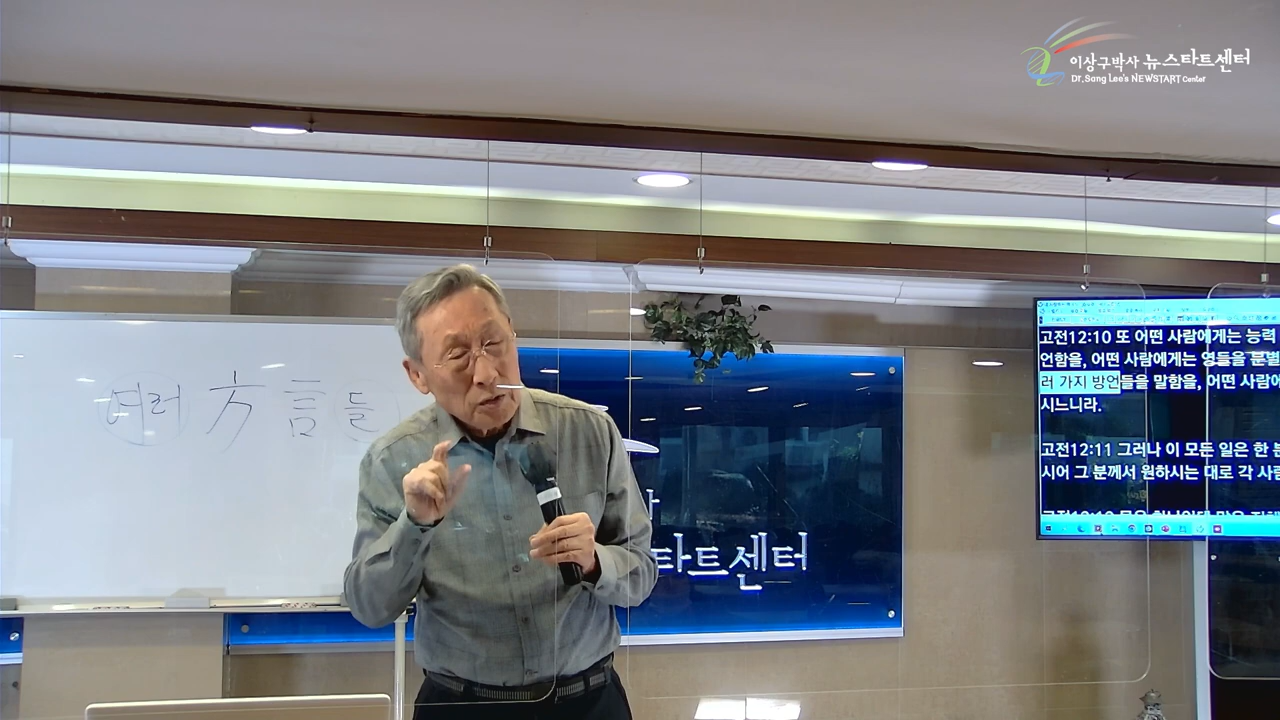 이상구박사 뉴스타트센터
Dr. Sang Lee's NEWSTART Center
여러 方言들
타트센터
고전12:10 또 어떤 사람에게는 능력
언함을, 어떤 사람에게는 영들을 분별
러 가지 방언들을 말함을, 어떤 사람에
시느니라.
고전12:11 그러나 이 모든 일은 한 분
시어 그 분께서 원하시는 대로 각 사람